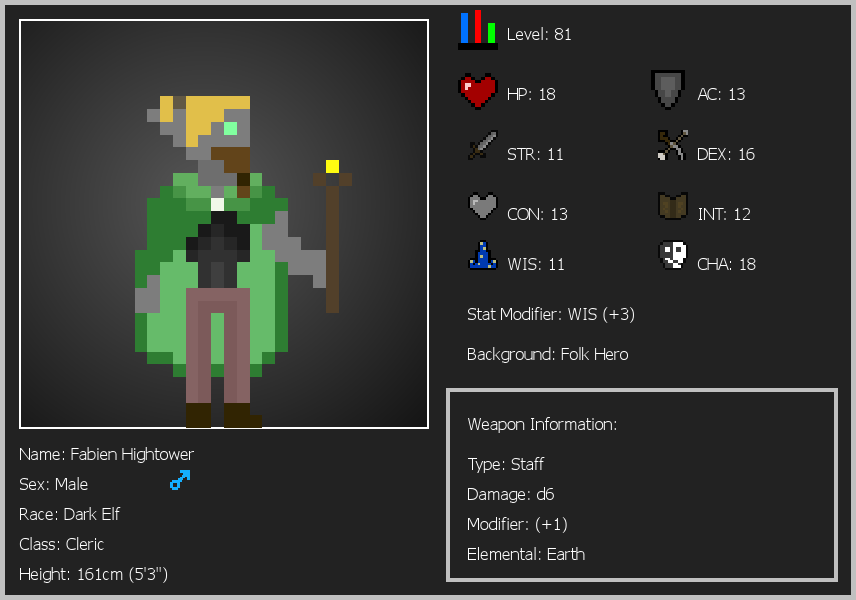 Level: 81
HP: 18
AC: 13
STR: 11
DEX: 16
CON: 13
INT: 12
WIS: 11
CHA: 18
Stat Modifier: WIS (+3)
Background: Folk Hero
Weapon Information:
Type: Staff
Damage: d6
Modifier: (+1)
Elemental: Earth
Name: Fabien Hightower
Sex: Male
Race: Dark Elf
Class: Cleric
Height: 161cm (5'3")